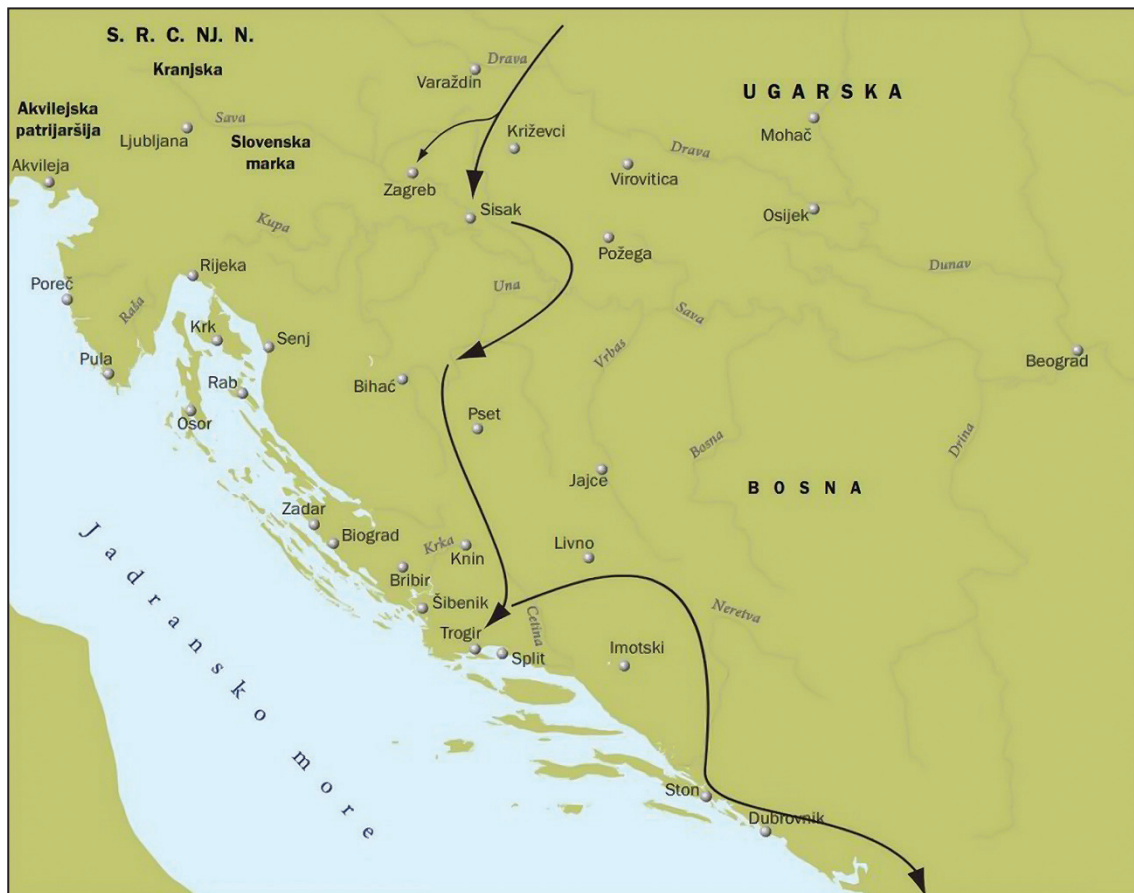 S. R. C. NJ. N.
Kranjska
Drava
Varaždin
UGARSKA
Akvilejska
patrijaršija
Sava
Ljubljana
Slovenska
marka
Križevci
Mohač
Drava
Akvileja
Zagreb
Virovitica
Sisak
Osijek
Kupa
Požega
Dunav
Rijeka
Poreč
Raša
Una
Sava
Krk
Senj
Vrbas
Beograd
Pula
Rab
Bihać
Osor
Pset
Bosna
Drina
Jajce
BOSNA
Zadar
Biograd
Krka
Knin
Livno
Bribir
Jadransko more
Šibenik
Cetina
Neretva
Trogir
Split
Imotski
Ston
Dubrovnik